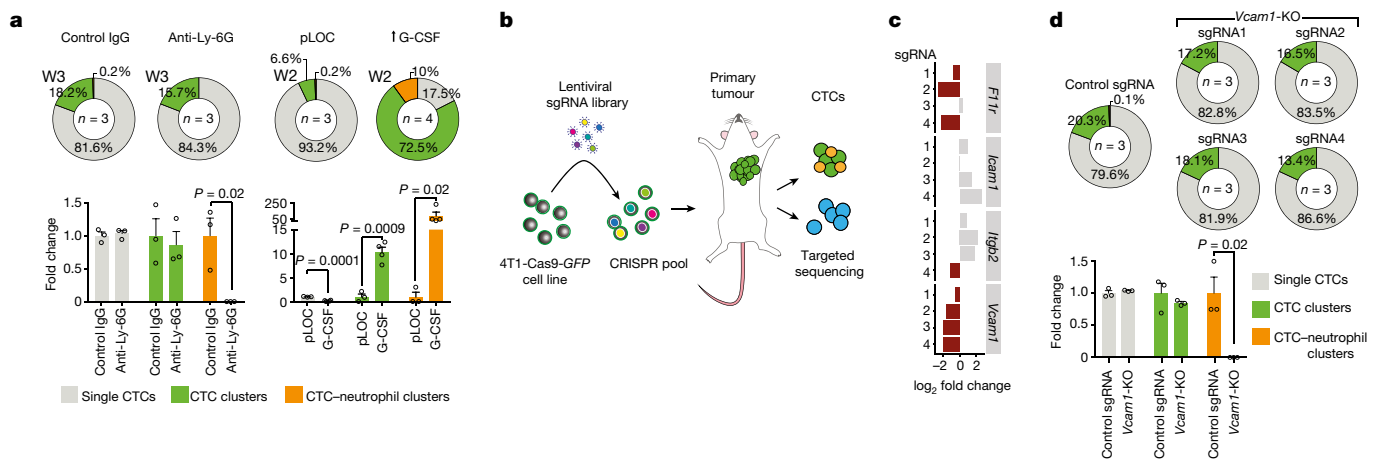 a
Control IgG
Anti-Ly-6G
pLOC
↑G-CSF
W3
0.2%
18.2%
n = 3
81.6%
W3
15.7%
n = 3
84.3%
6.6%
W2
0.2%
n = 3
93.2%
W2
10%
17.5%
n = 4
72.5%
Fold change
1.5
1.0
0.5
0
P = 0.02
Control IgG
Anti-Ly-6G
Control IgG
Anti-Ly-6G
Control IgG
Anti-Ly-6G
250
50
15
10
5
0
P = 0.0001
P = 0.0009
P = 0.02
pLOC
G-CSF
pLOC
G-CSF
pLOC
G-CSF
Single CTCs
CTC clusters
CTC–neutrophil clusters
b
Lentiviral
sgRNA library
4T1-Cas9-GFP
cell line
CRISPR pool
Primary
tumour
CTCs
Targeted
sequencing
c
sgRNA
1
2
3
4
F11r
1
2
3
4
Icam1
1
2
3
4
Itgb2
1
2
3
4
Vcam1
−2
0
2
log2 fold change
d
Vcam1-KO
Control sgRNA
0.1%
20.3%
n = 3
79.6%
sgRNA1
17.2%
n = 3
82.8%
sgRNA2
16.5%
n = 3
83.5%
sgRNA3
18.1%
n = 3
81.9%
sgRNA4
13.4%
n = 3
86.6%
Fold change
1.5
1.0
0.5
0
P = 0.02
Control sgRNA
Vcam1-KO
Control sgRNA
Vcam1-KO
Control sgRNA
Vcam1-KO
Single CTCs
CTC clusters
CTC–neutrophil
clusters